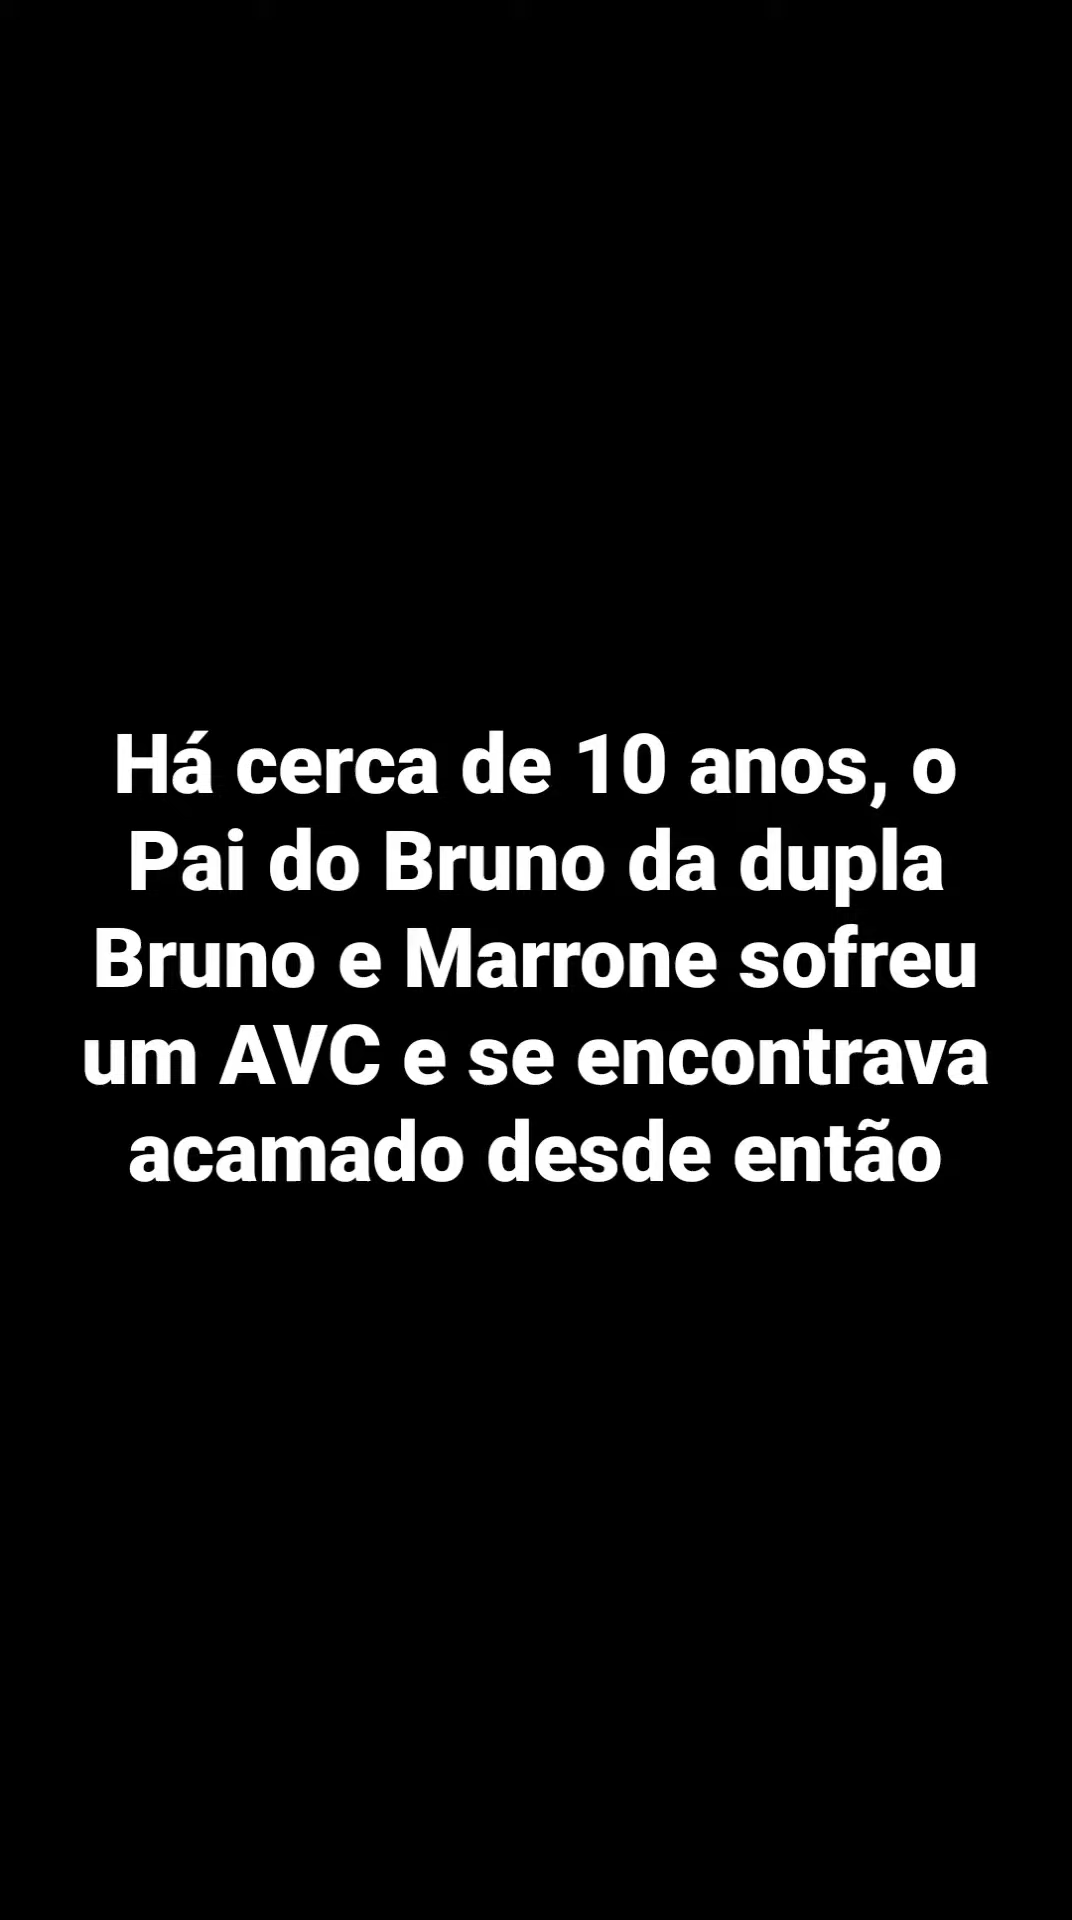 Há cerca de 10 anos, o
Pai do Bruno da dupla
Bruno e Marrone sofreu
um AVC e se encontrava
acamado desde então